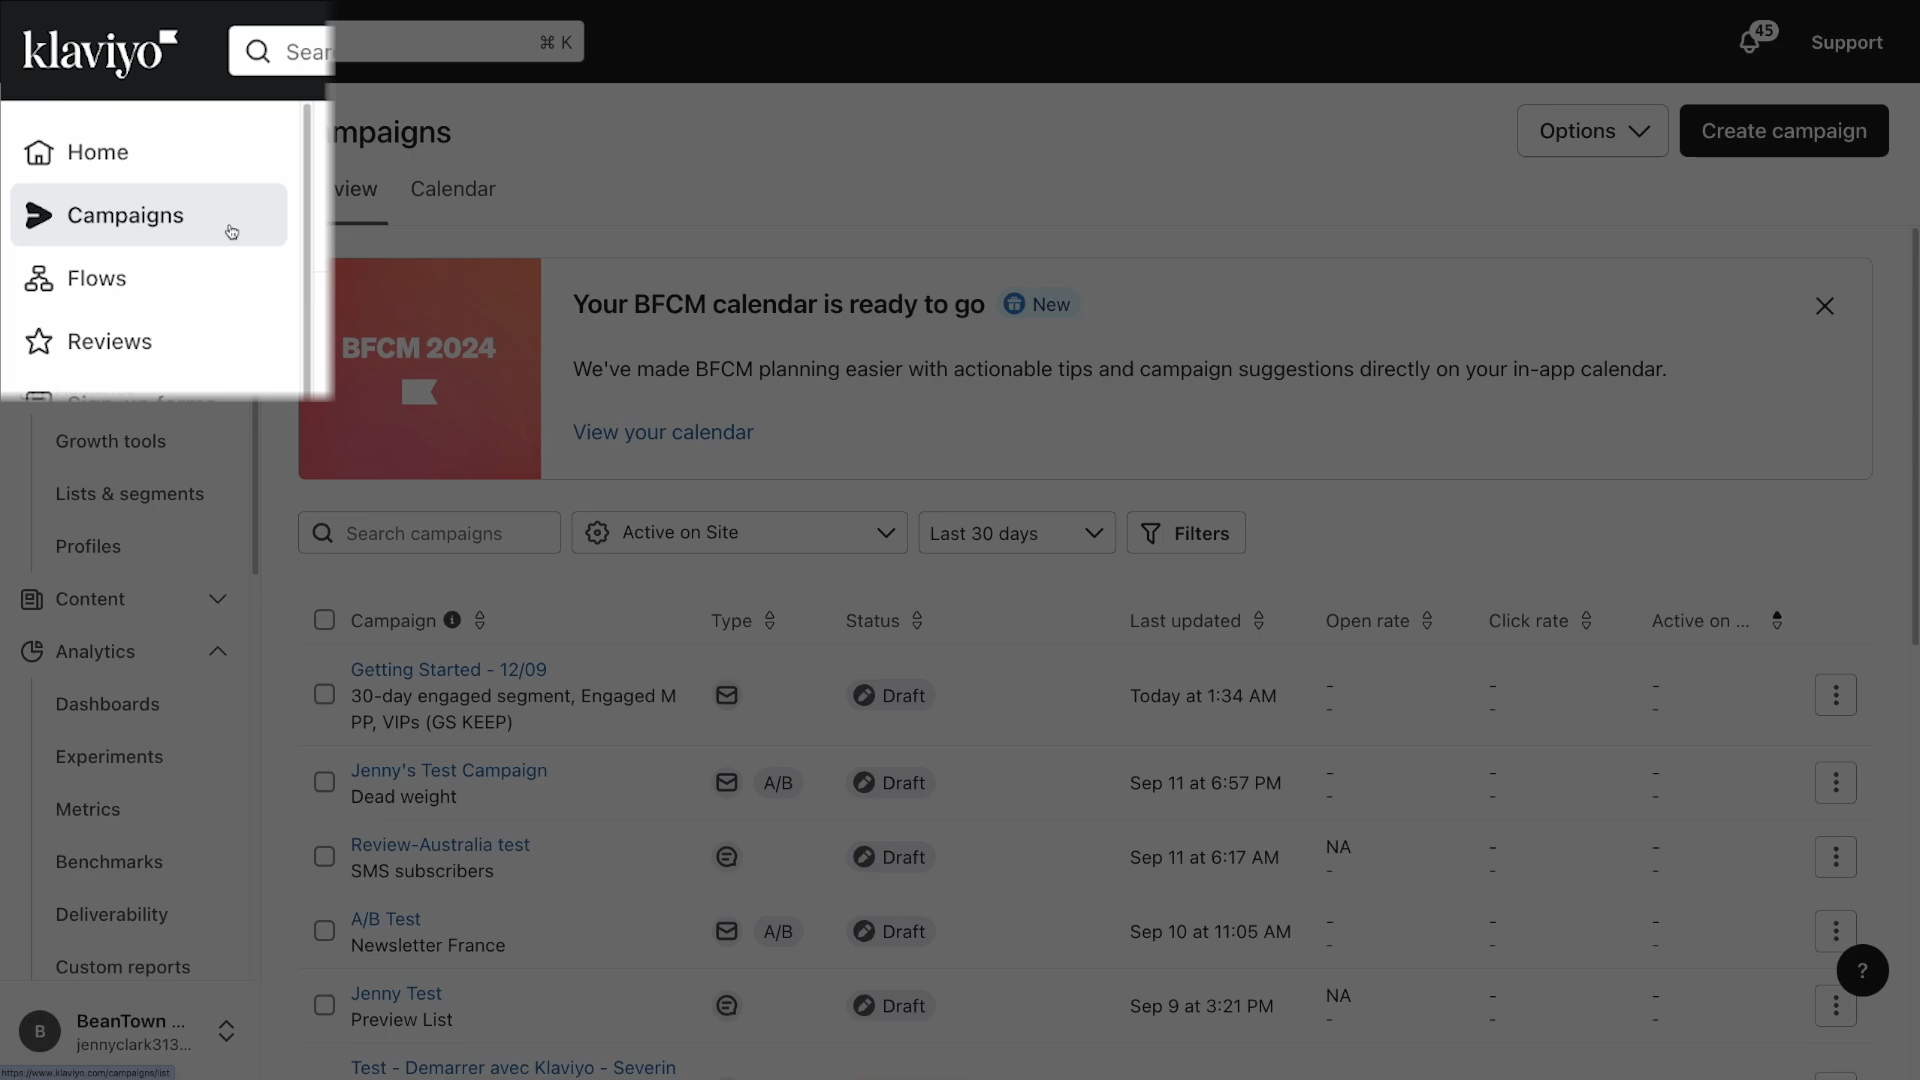 klaviyo
Sear
⌘ K
45
Support
Home
Campaigns
Flows
Reviews
Growth tools
Lists & segments
Profiles
Content
Analytics
Dashboards
Experiments
Metrics
Benchmarks
Deliverability
Custom reports
B
BeanTown ...
jennyclark313...
https://www.klaviyo.com/campaigns/list
mpaigns
Options
Create campaign
view
Calendar
BFCM 2024
Your BFCM calendar is ready to go
New
We've made BFCM planning easier with actionable tips and campaign suggestions directly on your in-app calendar.
View your calendar
Search campaigns
Active on Site
Last 30 days
Filters
Campaign Type Status Last updated Open rate Click rate Active on ...
Getting Started - 12/09
30-day engaged segment, Engaged M
PP, VIPs (GS KEEP)
Draft
Today at 1:34 AM
- - -
- - -
Jenny's Test Campaign
Dead weight
A/B
Draft
Sep 11 at 6:57 PM
- - -
- - -
Review-Australia test
SMS subscribers
Draft
Sep 11 at 6:17 AM
NA - -
- - -
A/B Test
Newsletter France
A/B
Draft
Sep 10 at 11:05 AM
- - -
- - -
Jenny Test
Preview List
Draft
Sep 9 at 3:21 PM
NA - -
- - -
Test - Demarrer avec Klaviyo - Severin
?